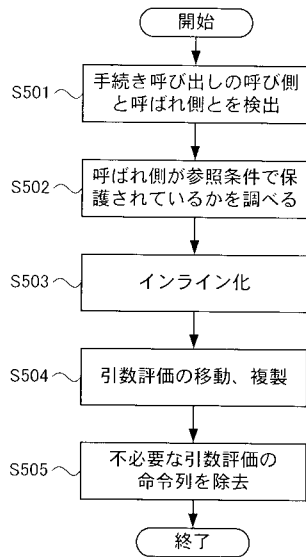 開始
S501
手続き呼び出しの呼び側
と呼ばれ側とを検出
S502
呼ばれ側が参照条件で保
護されているかを調べる
S503
インライン化
S504
引数評価の移動、複製
S505
不必要な引数評価の
命令列を除去
終了